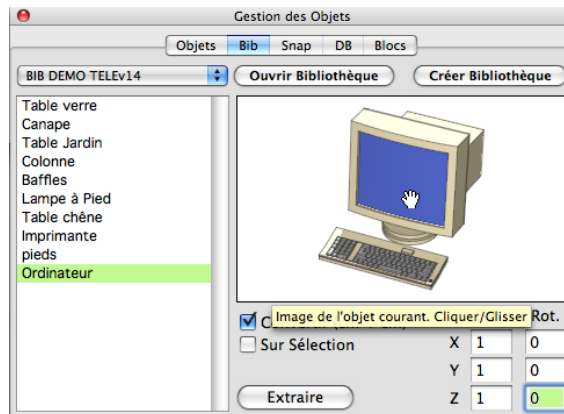 Gestion des Objets
Objets Bib Snap DB Blocs
BIB DEMO TELEv14 Ouvrir Bibliothèque Créer Bibliothèque
Table verre
Canape
Table Jardin
Colonne
Baffles
Lampe à Pied
Table chêne
Imprimante
pieds
Ordinateur
Image de l'objet courant. Cliquer/Glisser Rot.
Sur Sélection X 1 0
Y 1 0
Extraire Z 1 0